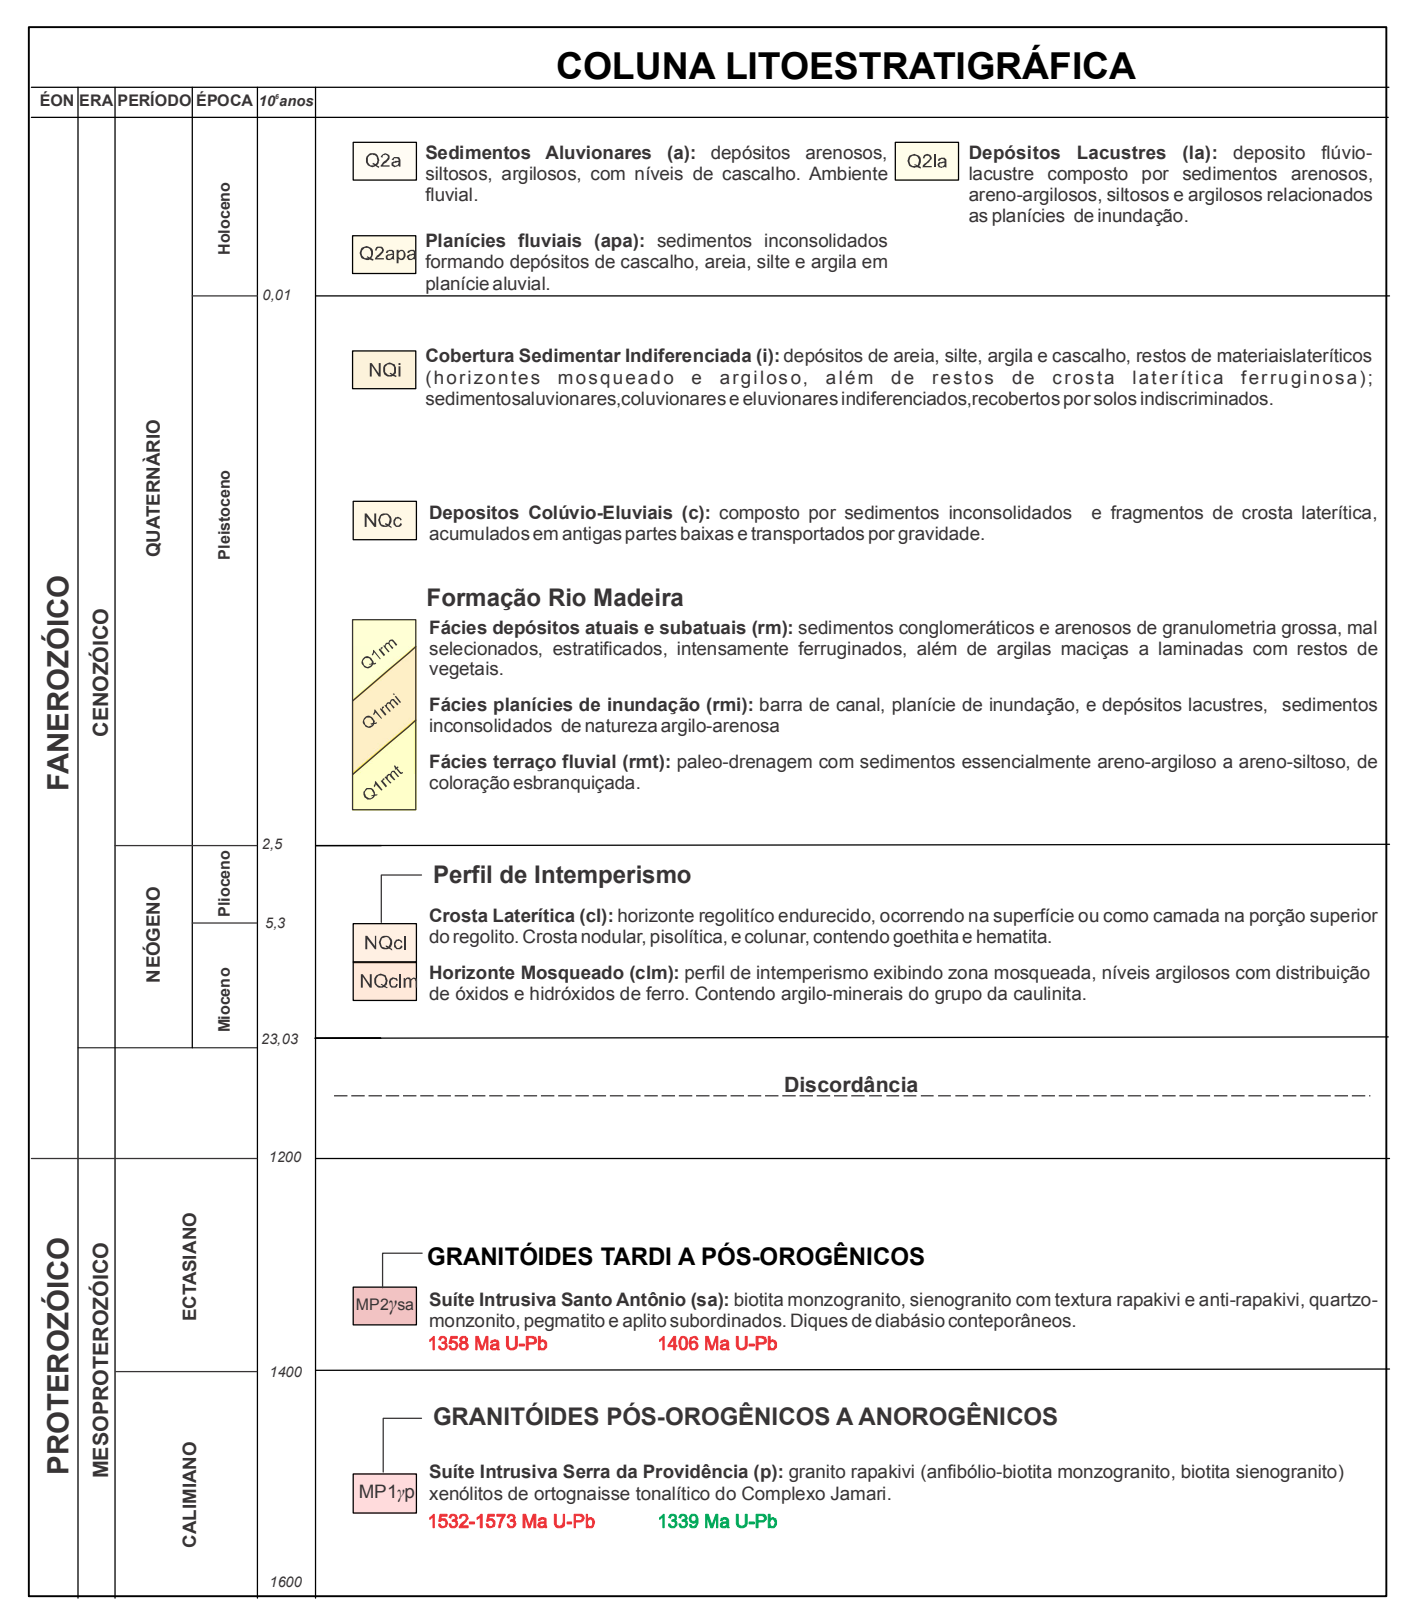 COLUNA LITOESTRATIGRÁFICA
ÉON ERA PERÍODO ÉPOCA 10⁶anos
FANEROZÓICO
CENOZÓICO
QUATERNÀRIO
Holoceno
Q2a
Sedimentos Aluvionares (a): depósitos arenosos,
siltosos, argilosos, com níveis de cascalho. Ambiente
fluvial.
Q2la
Depósitos Lacustres (la): deposito flúvio-
lacustre composto por sedimentos arenosos,
areno-argilosos, siltosos e argilosos relacionados
as planícies de inundação.
Q2apa
Planícies fluviais (apa): sedimentos inconsolidados
formando depósitos de cascalho, areia, silte e argila em
planície aluvial.
0,01
Pleistoceno
NQi
Cobertura Sedimentar Indiferenciada (i): depósitos de areia, silte, argila e cascalho, restos de materiaislateríticos
(horizontes mosqueado e argiloso, além de restos de crosta laterítica ferruginosa);
sedimentosaluvionares,coluvionares e eluvionares indiferenciados,recobertos por solos indiscriminados.
NQc
Depositos Colúvio-Eluviais (c): composto por sedimentos inconsolidados e fragmentos de crosta laterítica,
acumulados em antigas partes baixas e transportados por gravidade.
Formação Rio Madeira
Q1rm
Fácies depósitos atuais e subatuais (rm): sedimentos conglomeráticos e arenosos de granulometria grossa, mal
selecionados, estratificados, intensamente ferruginados, além de argilas maciças a laminadas com restos de
vegetais.
Q1rmi
Fácies planícies de inundação (rmi): barra de canal, planície de inundação, e depósitos lacustres, sedimentos
inconsolidados de natureza argilo-arenosa
Q1rmt
Fácies terraço fluvial (rmt): paleo-drenagem com sedimentos essencialmente areno-argiloso a areno-siltoso, de
coloração esbranquiçada.
2,5
NEÓGENO
Plioceno
Perfil de Intemperismo
5,3
Mioceno
NQcl
Crosta Laterítica (cl): horizonte regolitíco endurecido, ocorrendo na superfície ou como camada na porção superior
do regolito. Crosta nodular, pisolítica, e colunar, contendo goethita e hematita.
NQclm
Horizonte Mosqueado (clm): perfil de intemperismo exibindo zona mosqueada, níveis argilosos com distribuição
de óxidos e hidróxidos de ferro. Contendo argilo-minerais do grupo da caulinita.
23,03
Discordância
1200
PROTEROZÓICO
MESOPROTEROZÓICO
ECTASIANO
GRANITÓIDES TARDI A PÓS-OROGÊNICOS
MP2γsa
Suíte Intrusiva Santo Antônio (sa): biotita monzogranito, sienogranito com textura rapakivi e anti-rapakivi, quartzo-
monzonito, pegmatito e aplito subordinados. Diques de diabásio conteporâneos.
1358 Ma U-Pb 1406 Ma U-Pb
1400
CALIMIANO
GRANITÓIDES PÓS-OROGÊNICOS A ANOROGÊNICOS
MP1γp
Suíte Intrusiva Serra da Providência (p): granito rapakivi (anfibólio-biotita monzogranito, biotita sienogranito)
xenólitos de ortognaisse tonalítico do Complexo Jamari.
1532-1573 Ma U-Pb 1339 Ma U-Pb
1600